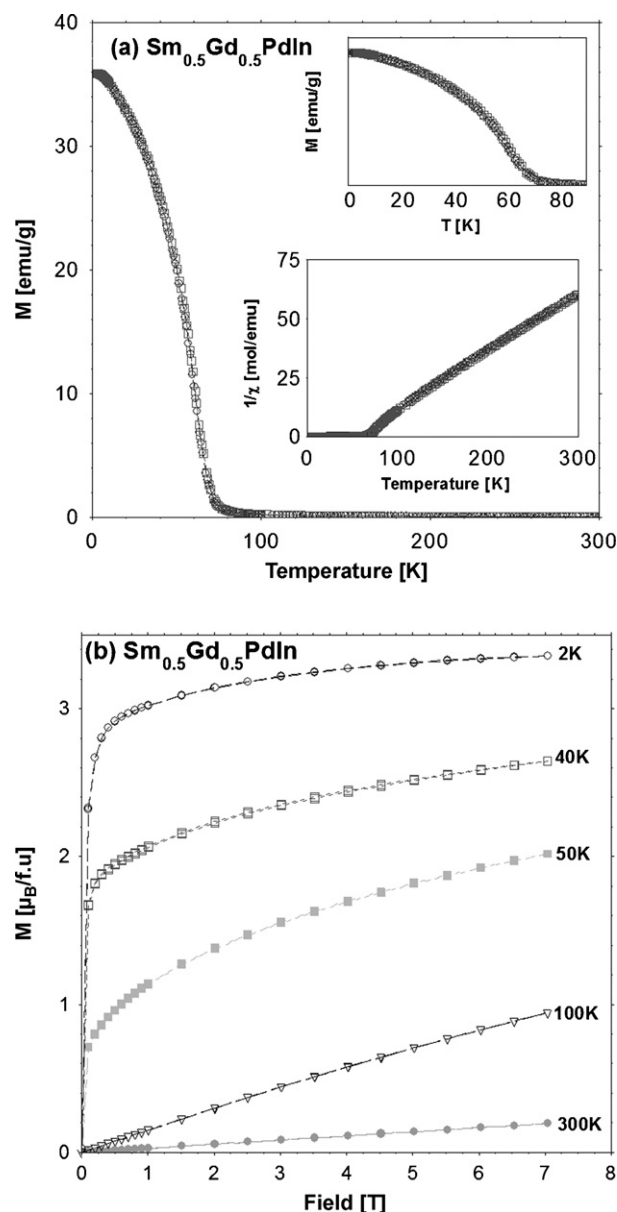 (a) Sm0.5Gd0.5PdIn
M [emu/g]
40
30
20
10
0
0 100 200 300
Temperature [K]
M [emu/g]
0 20 40 60 80
T [K]
1/χ [mol/emu]
75
50
25
0
0 100 200 300
Temperature [K]
(b) Sm0.5Gd0.5PdIn
M [μB/f.u]
3
2
1
0
2K
40K
50K
100K
300K
0 1 2 3 4 5 6 7 8
Field [T]